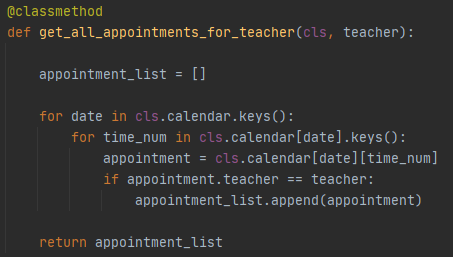 @classmethod
def get_all_appointments_for_teacher(cls, teacher):
appointment_list = []
for date in cls.calendar.keys():
for time_num in cls.calendar[date].keys():
appointment = cls.calendar[date][time_num]
if appointment.teacher == teacher:
appointment_list.append(appointment)
return appointment_list